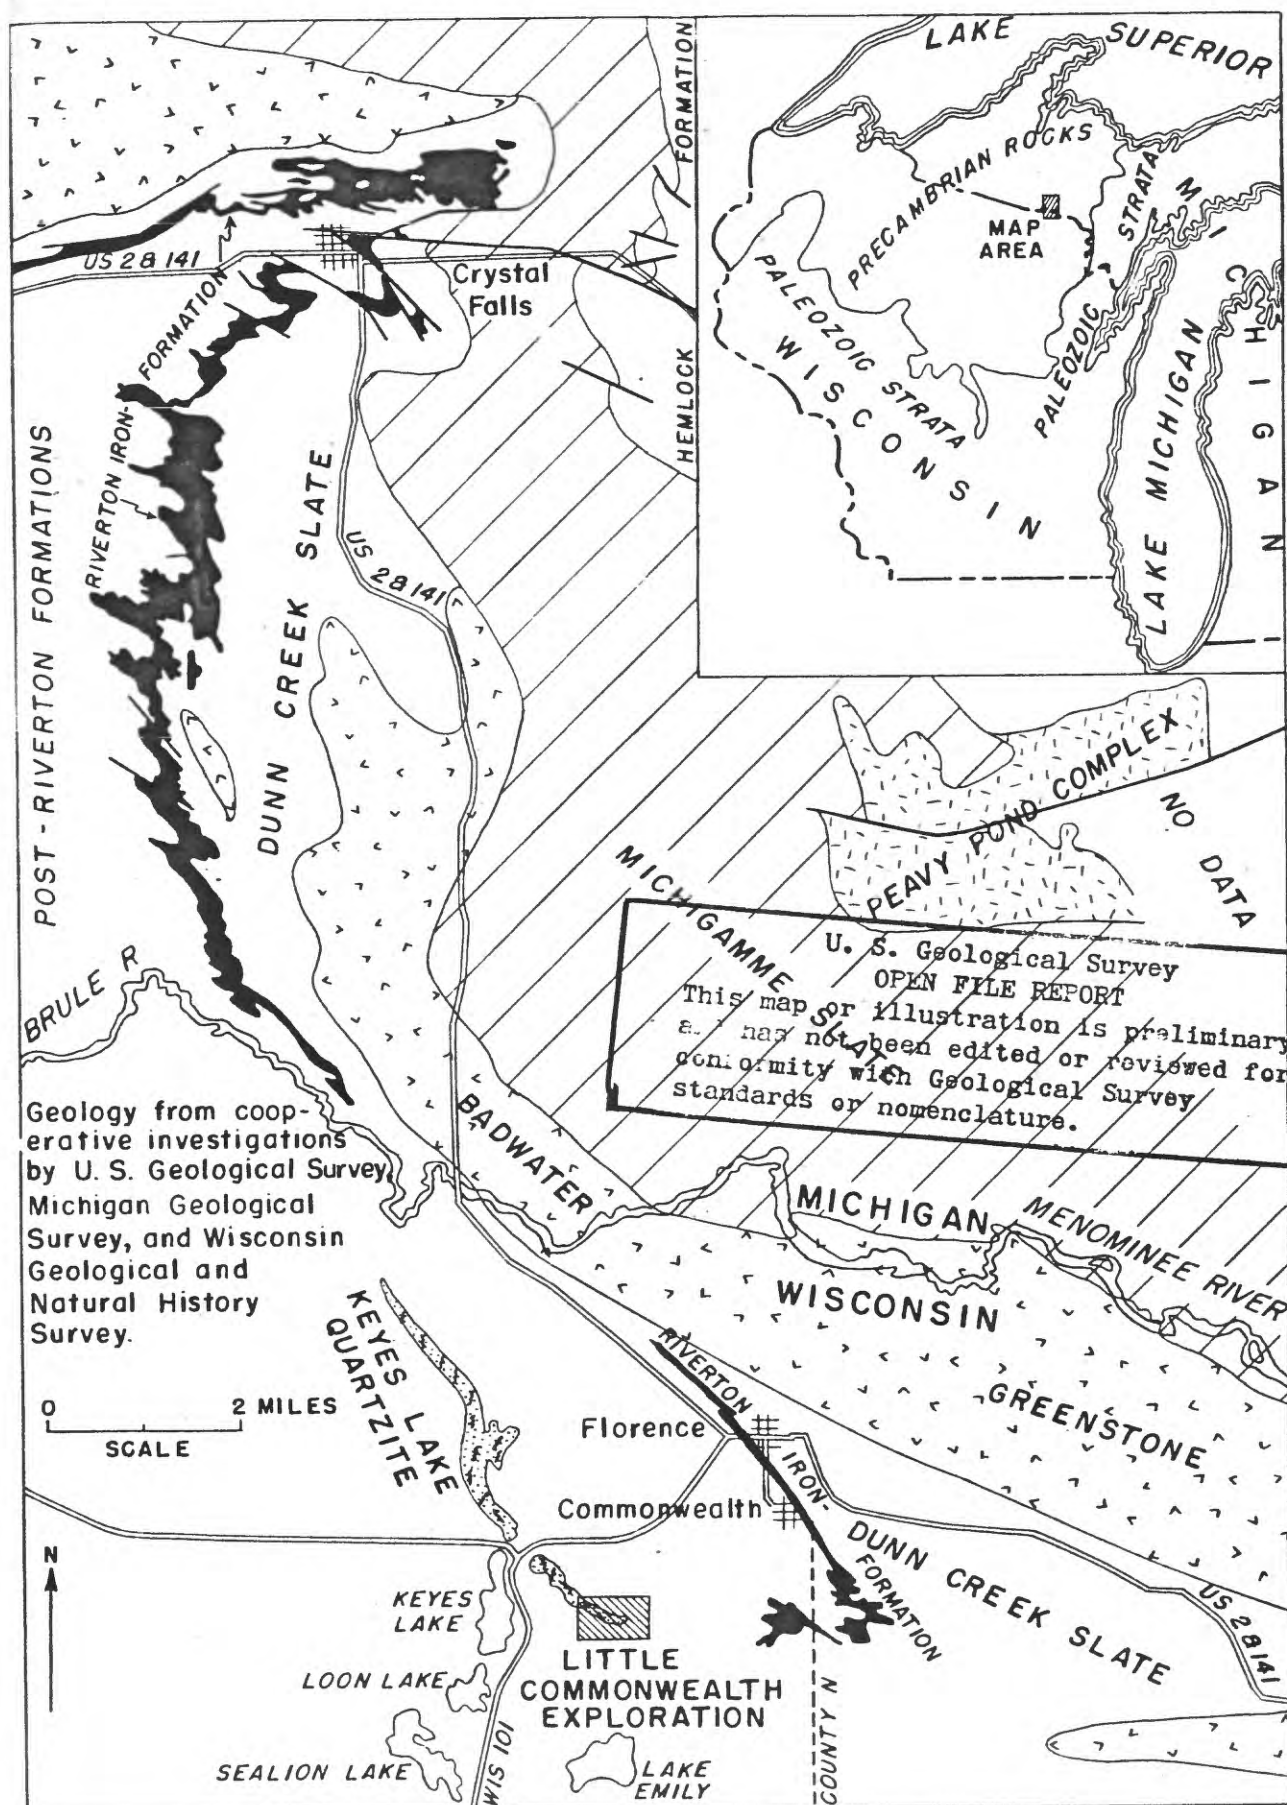 LAKE SUPERIOR
PRECAMBRIAN ROCKS
MAP
AREA
PALEOZOIC STRATA
PALEOZOIC STRATA
WISCONSIN
LAKE MICHIGAN
MICHIGAN
HEMLOCK FORMATION
US 2 & 141
Crystal
Falls
RIVERTON IRON-
FORMATION
POST-RIVERTON FORMATIONS
DUNN CREEK SLATE
US 2 & 141
PEAVY POND COMPLEX
NO DATA
MICHIGAMME SLATE
U. S. Geological Survey
OPEN FILE REPORT
This map or illustration is preliminary
has not been edited or reviewed for
conformity with Geological Survey
standards or nomenclature.
BRULE R
Geology from coop-
erative investigations
by U. S. Geological Survey,
Michigan Geological
Survey, and Wisconsin
Geological and
Natural History
Survey.
BADWATER
GREENSTONE
MICHIGAN
WISCONSIN
MENOMINEE RIVER
KEYES LAKE
QUARTZITE
0 2 MILES
SCALE
RIVERTON
IRON-
FORMATION
Florence
Commonwealth
DUNN CREEK SLATE
US 2 & 141
N
KEYES
LAKE
LOON LAKE
SEALION LAKE
WIS 101
LITTLE
COMMONWEALTH
EXPLORATION
LAKE
EMILY
COUNTY N